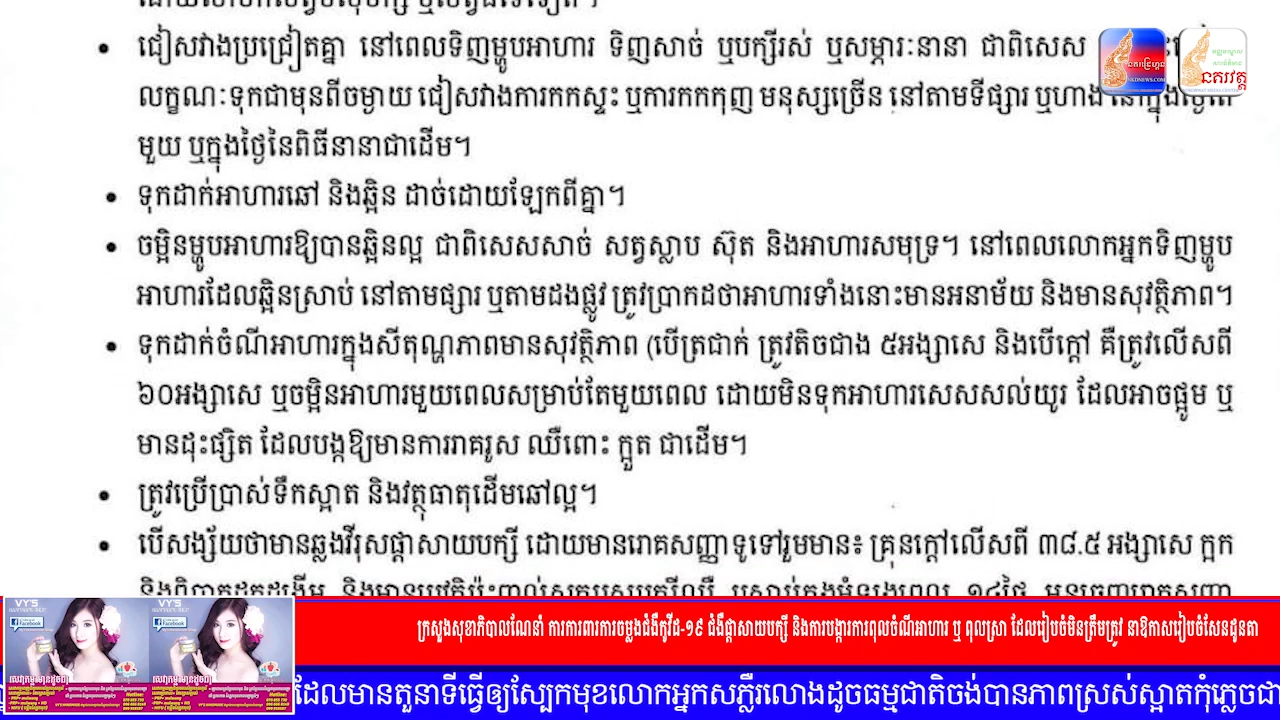 • ជៀសវាងប្រជ្រៀតគ្នា នៅពេលទិញម្ហូបអាហារ ទិញសាច់ ឬបក្សីរស់ ឬសម្ភារៈនានា ជាពិសេស
លក្ខណៈទុកជាមុនពីចម្ងាយ ជៀសវាងការកកស្ទះ ឬការកកកុញ មនុស្សច្រើន នៅតាមទីផ្សារ ឬហាង
មួយ ឬក្នុងថ្ងៃនៃពិធីនានាជាដើម។
• ទុកដាក់អាហារឆៅ និងឆ្អិន ដាច់ដោយឡែកពីគ្នា។
• ចម្អិនម្ហូបអាហារឱ្យបានឆ្អិនល្អ ជាពិសេសសាច់ សត្វស្លាប ស៊ុត និងអាហារសមុទ្រ។ នៅពេលលោកអ្នកទិញម្ហូប
អាហារដែលឆ្អិនស្រាប់ នៅតាមផ្សារ ឬតាមដងផ្លូវ ត្រូវប្រាកដថាអាហារទាំងនោះមានអនាម័យ និងមានសុវត្ថិភាព។
• ទុកដាក់ចំណីអាហារក្នុងសីតុណ្ហភាពមានសុវត្ថិភាព (បើត្រជាក់ ត្រូវតិចជាង ៥អង្សាសេ និងបើក្ដៅ គឺត្រូវលើសពី
៦០អង្សាសេ ឬចម្អិនអាហារមួយពេលសម្រាប់តែមួយពេល ដោយមិនទុកអាហារសេសសល់យូរ ដែលអាចផ្អូម ឬ
មានដុះផ្សិត ដែលបង្កឱ្យមានការរាគរូស ឈឺពោះ ក្អួត ជាដើម។
• ត្រូវប្រើប្រាស់ទឹកស្អាត និងវត្ថុធាតុដើមឆៅល្អ។
• បើសង្ស័យថាមានឆ្លងវីរុសផ្ដាសាយបក្សី ដោយមានរោគសញ្ញាទូទៅរួមមាន៖ គ្រុនក្ដៅលើសពី ៣៨.៥ អង្សាសេ ក្អក
NKDNEWS.COM
នគរវត្ត
VY'S
Facebook
VY'S
Facebook
Hotline:
Hotline:
ក្រសួងសុខាភិបាលណែនាំ ការការពារការចម្លងជំងឺកូវីដ-១៩ ជំងឺផ្ដាសាយបក្សី និងការបង្ការការពុលចំណីអាហារ ឬ ពុលស្រា ដែលរៀបចំមិនត្រឹមត្រូវ នាឱកាសរៀបចំសែនដូនតា
ដែលមានតួនាទីធ្វើឲ្យស្បែកមុខលោកអ្នកសភ្លឺរលោងដូចធម្មជាតិចង់បានភាពស្រស់ស្អាតកុំភ្លេចជា